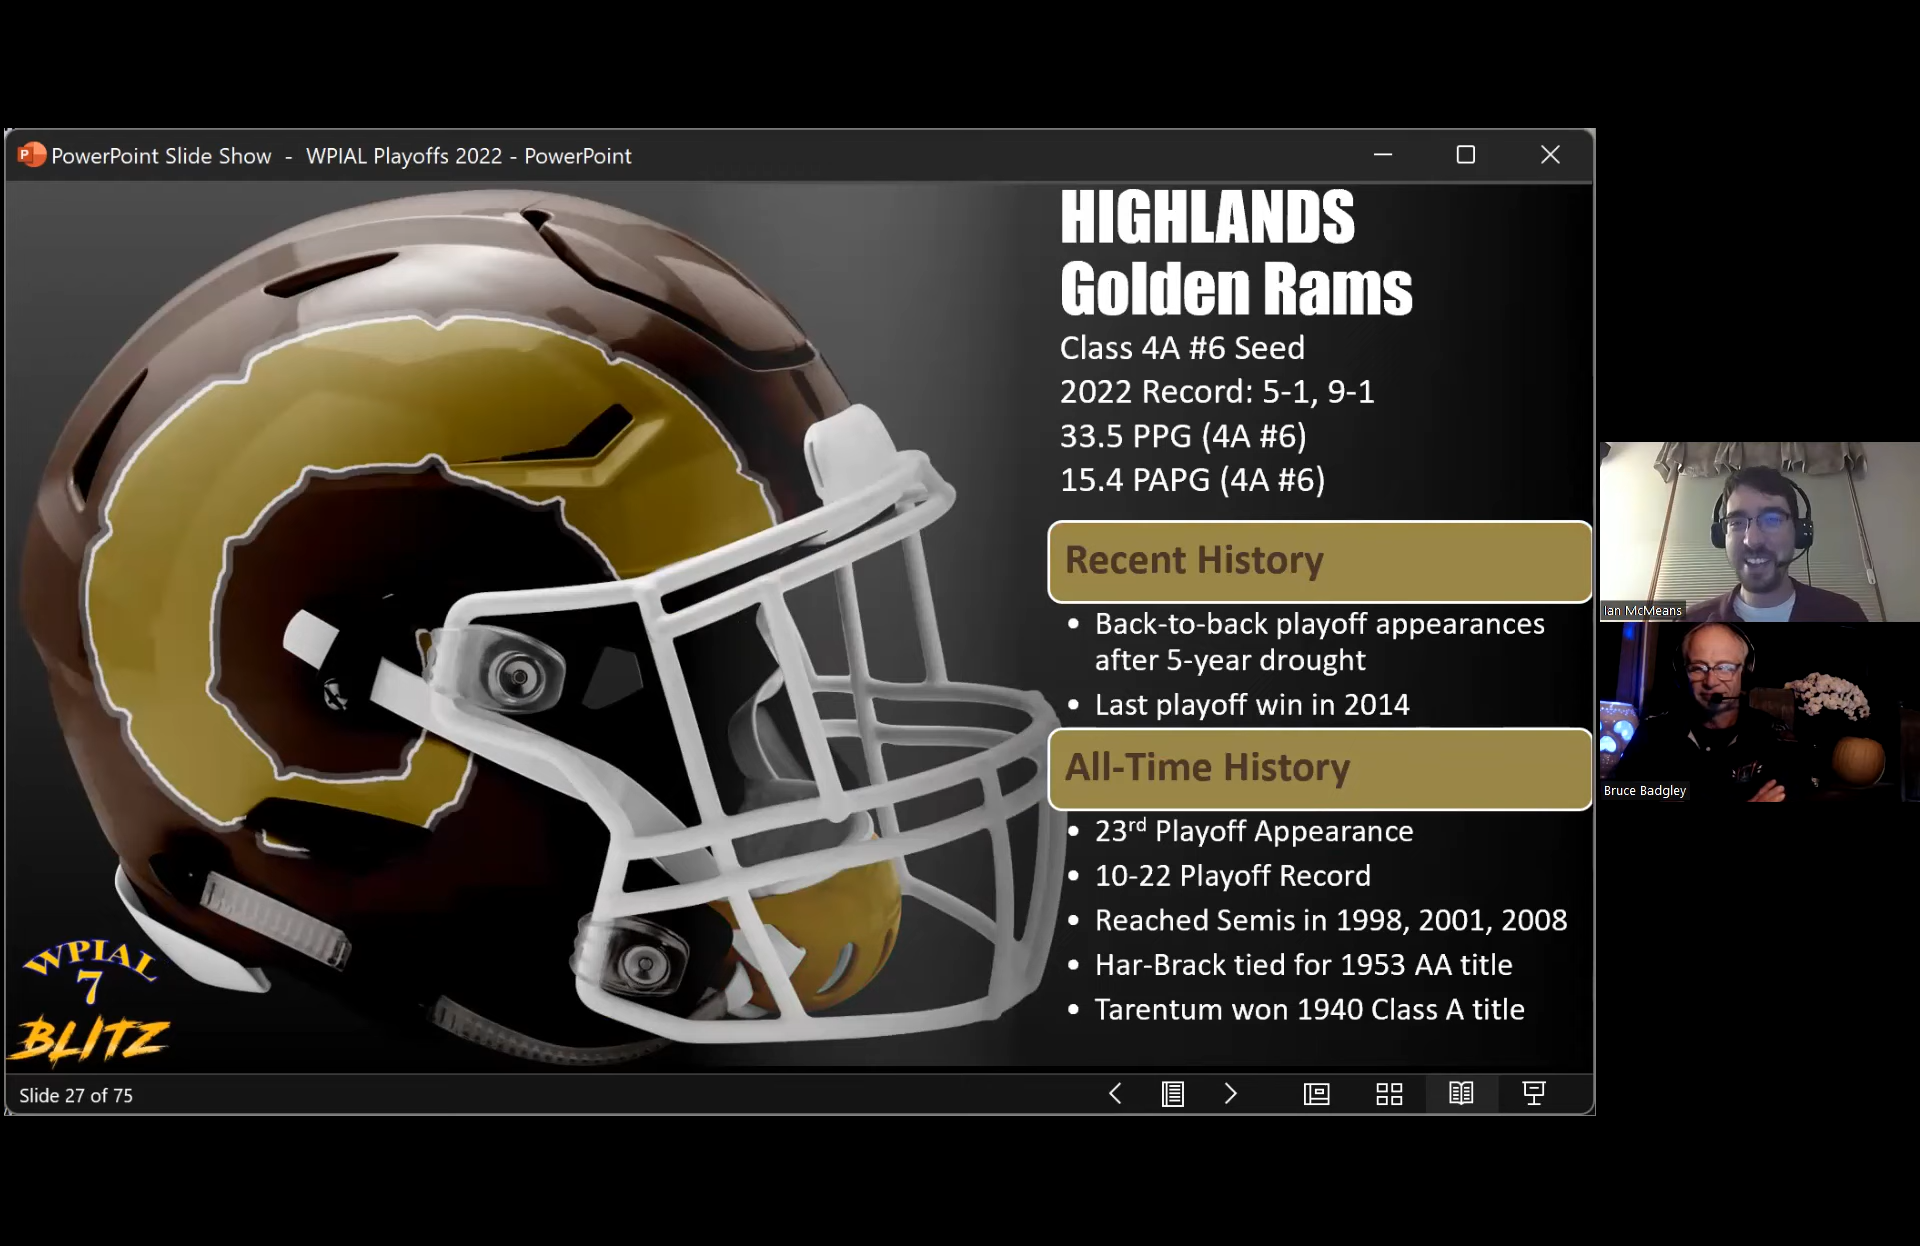 PowerPoint Slide Show - WPIAL Playoffs 2022 - PowerPoint
HIGHLANDS
Golden Rams
Class 4A #6 Seed
2022 Record: 5-1, 9-1
33.5 PPG (4A #6)
15.4 PAPG (4A #6)
Recent History
• Back-to-back playoff appearances
after 5-year drought
• Last playoff win in 2014
All-Time History
• 23rd Playoff Appearance
• 10-22 Playoff Record
• Reached Semis in 1998, 2001, 2008
• Har-Brack tied for 1953 AA title
• Tarentum won 1940 Class A title
WPIAL
7
BLITZ
Slide 27 of 75
Ian McMeans
Bruce Badgley